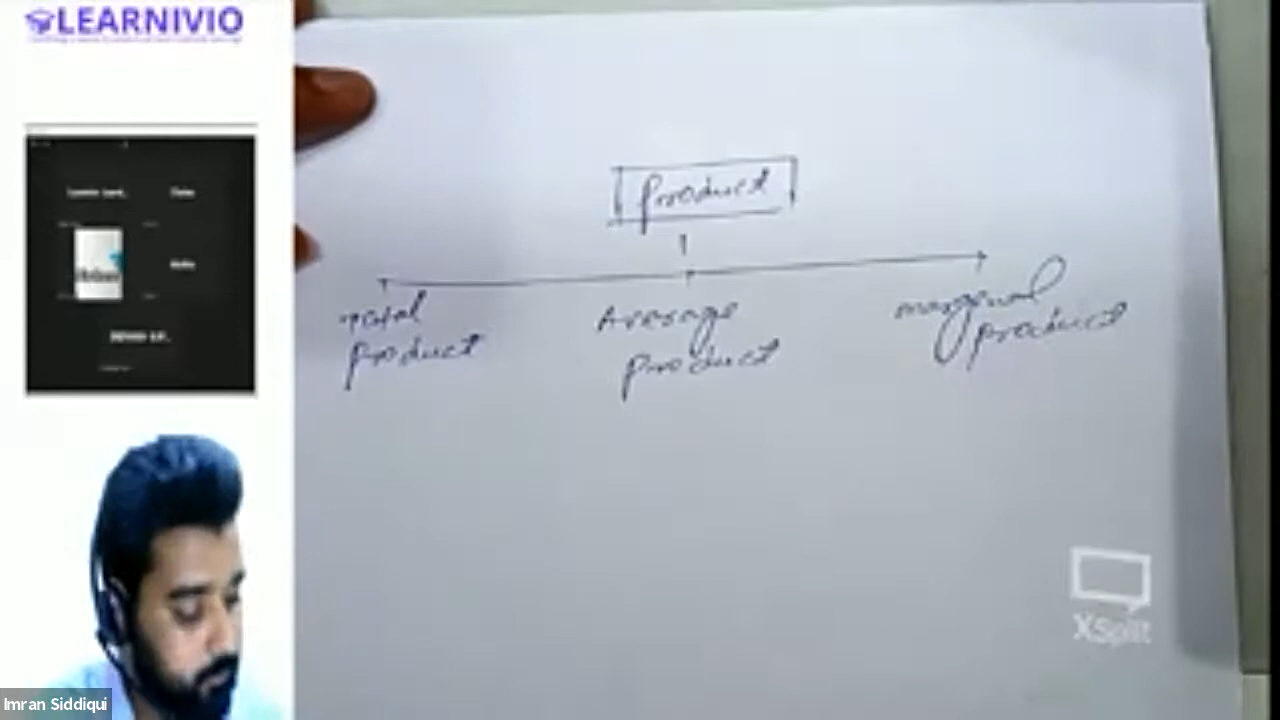 LEARNIVIO
product
Total
product
Average
product
marginal
product
XSplit
Imran Siddiqui